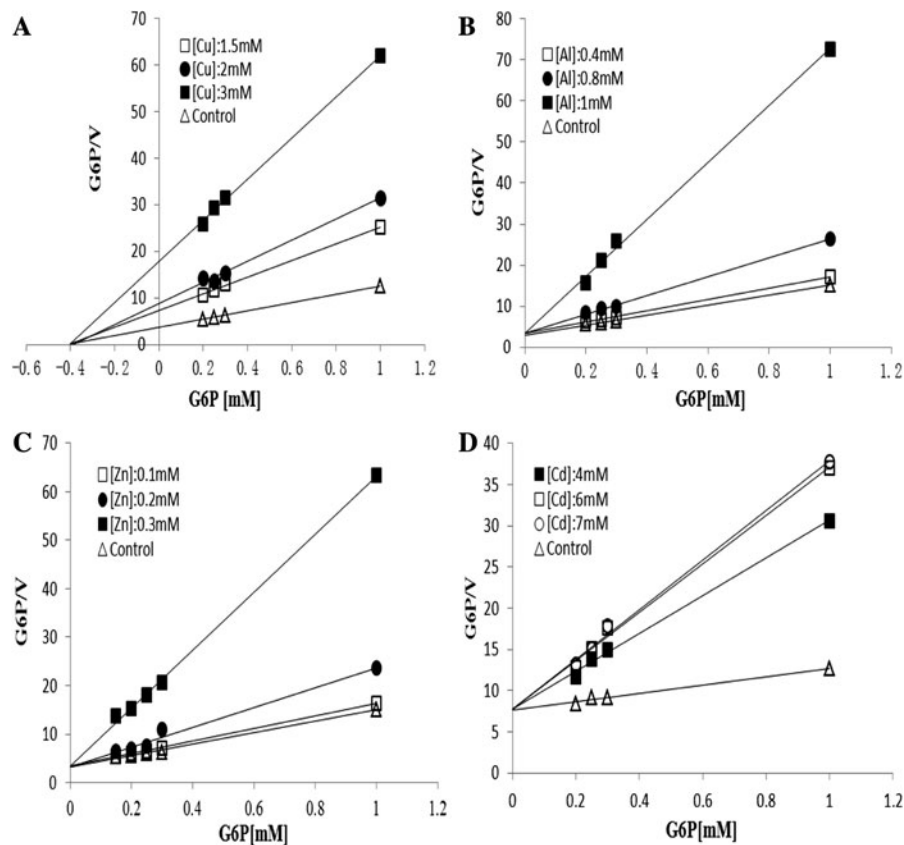 A
70
60
50
40
30
20
10
0
G6P/V
[Cu]:1.5mM
[Cu]:2mM
[Cu]:3mM
Control
-0.6 -0.4 -0.2 0 0.2 0.4 0.6 0.8 1 1.2
G6P [mM]
B
80
70
60
50
40
30
20
10
0
G6P/V
[Al]:0.4mM
[Al]:0.8mM
[Al]:1mM
Control
0 0.2 0.4 0.6 0.8 1 1.2
G6P[mM]
C
70
60
50
40
30
20
10
0
G6P/V
[Zn]:0.1mM
[Zn]:0.2mM
[Zn]:0.3mM
Control
0 0.2 0.4 0.6 0.8 1 1.2
G6P[mM]
D
40
35
30
25
20
15
10
5
0
G6P/V
[Cd]:4mM
[Cd]:6mM
[Cd]:7mM
Control
0 0.2 0.4 0.6 0.8 1 1.2
G6P[mM]